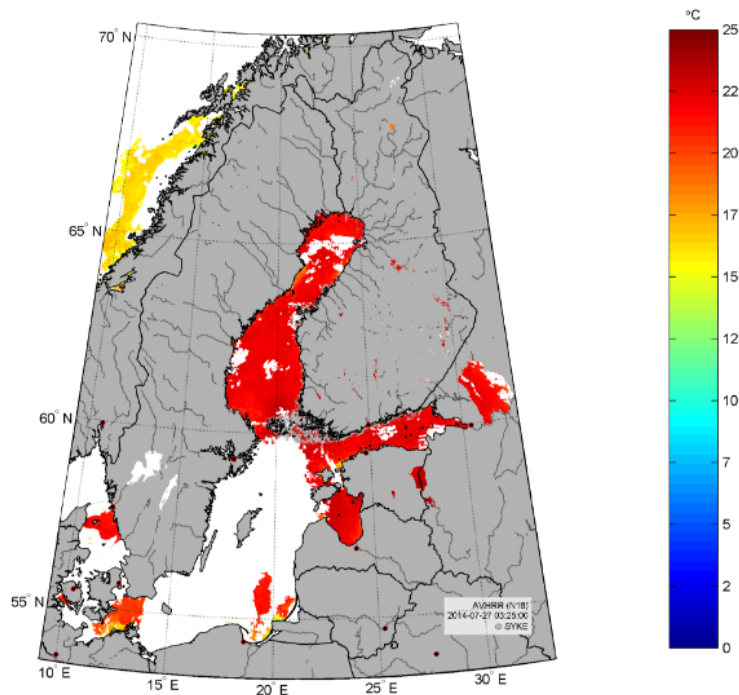 °C
70° N
65° N
60° N
55° N
10° E
15° E
20° E
25° E
30° E
25
22
20
17
15
12
10
7
5
2
0
AVHRR (N18)
2014-07-27 03:25:00
@ SYKE